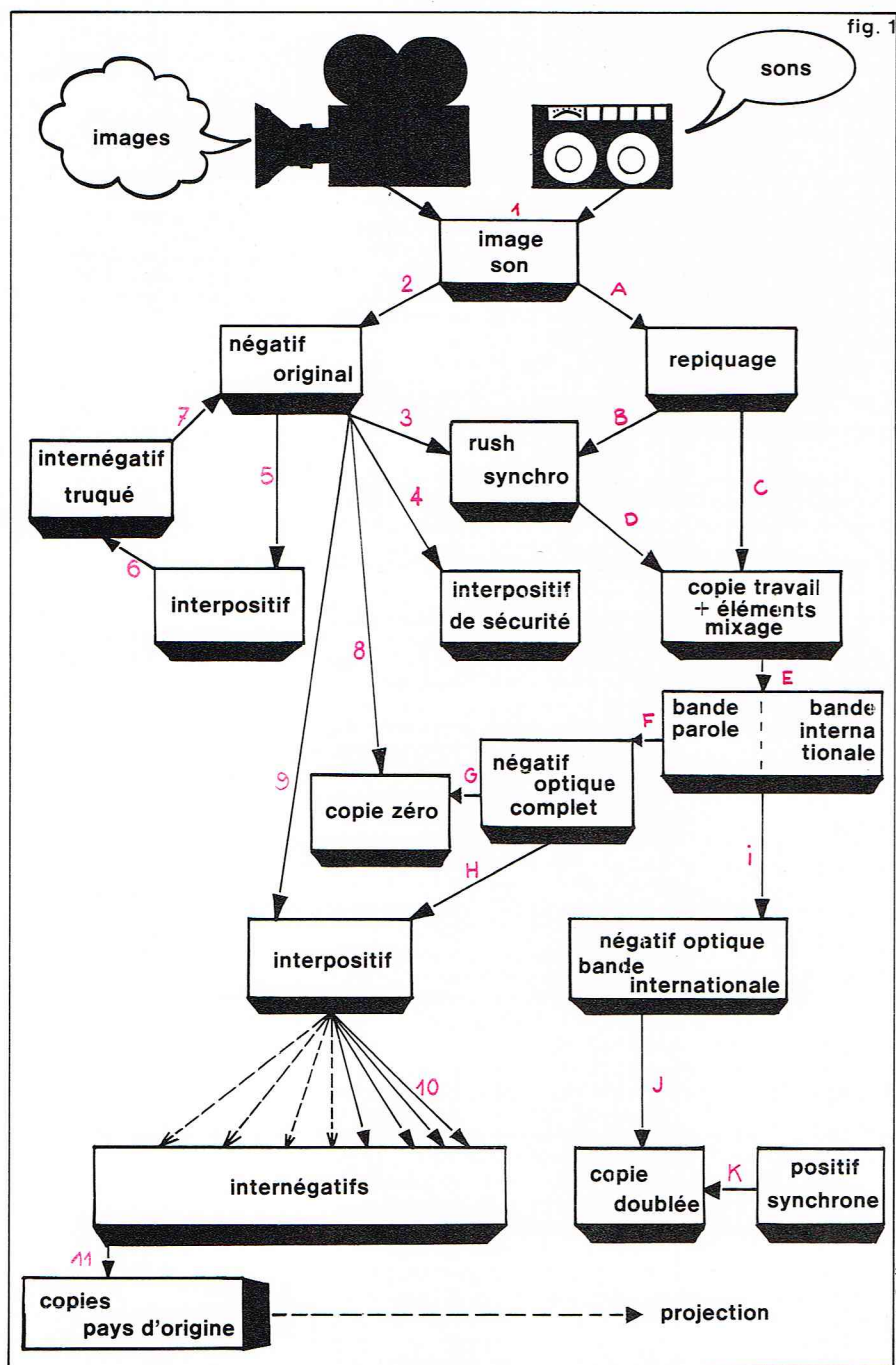 fig. 1
images
sons
1
image
son
2
A
négatif
original
repiquage
7
3
B
internégatif
truqué
5
rush
synchro
4
C
D
6
interpositif
interpositif
de sécurité
copie travail
+ éléments
mixage
8
E
bande
parole
bande
interna
tionale
F
9
négatif
optique
complet
G
copie zéro
H
i
interpositif
négatif optique
bande
internationale
10
J
internégatifs
copie
doublée
K
positif
synchrone
11
copies
pays d'origine
projection